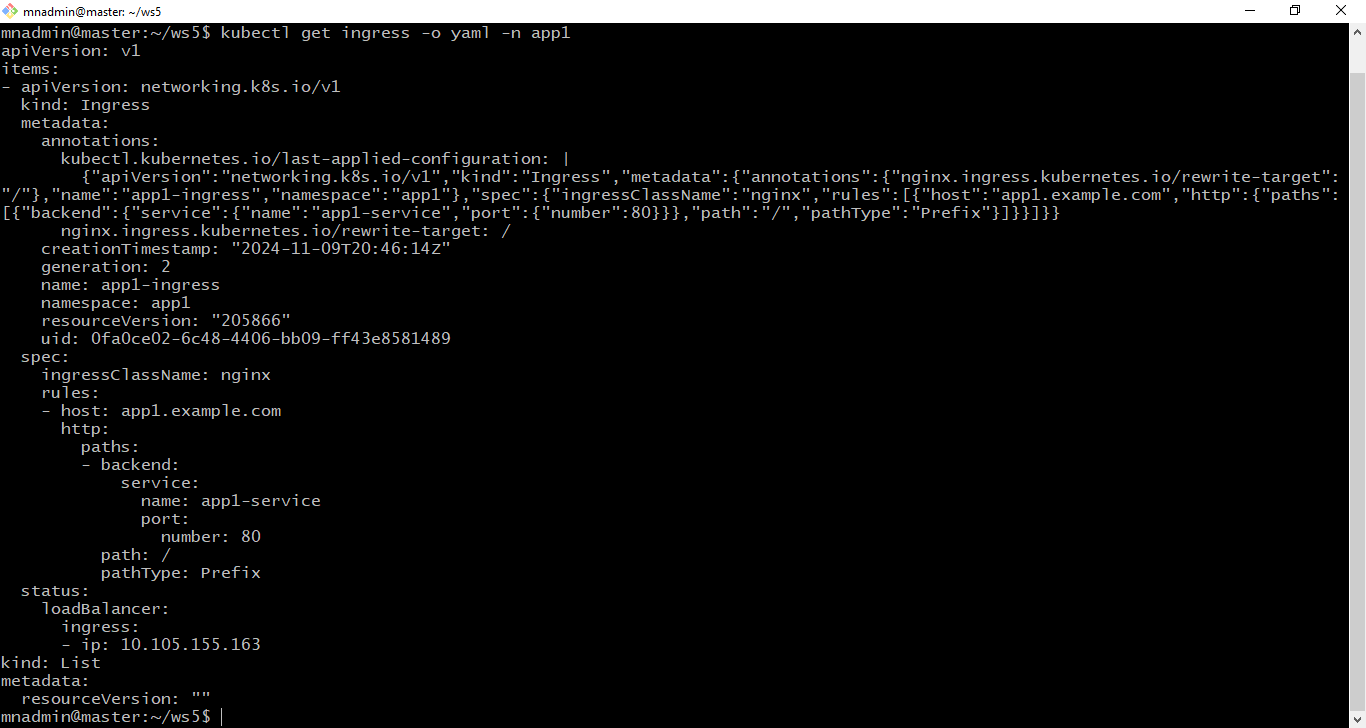 mnadmin@master: ~/ws5
mnadmin@master:~/ws5$ kubectl get ingress -o yaml -n app1
apiVersion: v1
items:
- apiVersion: networking.k8s.io/v1
  kind: Ingress
  metadata:
    annotations:
      kubectl.kubernetes.io/last-applied-configuration: |
        {"apiVersion":"networking.k8s.io/v1","kind":"Ingress","metadata":{"annotations":{"nginx.ingress.kubernetes.io/rewrite-target":
"/"},"name":"app1-ingress","namespace":"app1"},"spec":{"ingressClassName":"nginx","rules":[{"host":"app1.example.com","http":{"paths":
[{"backend":{"service":{"name":"app1-service","port":{"number":80}}},"path":"/","pathType":"Prefix"}]}}]}}
      nginx.ingress.kubernetes.io/rewrite-target: /
    creationTimestamp: "2024-11-09T20:46:14Z"
    generation: 2
    name: app1-ingress
    namespace: app1
    resourceVersion: "205866"
    uid: 0fa0ce02-6c48-4406-bb09-ff43e8581489
  spec:
    ingressClassName: nginx
    rules:
    - host: app1.example.com
      http:
        paths:
        - backend:
            service:
              name: app1-service
              port:
                number: 80
          path: /
          pathType: Prefix
  status:
    loadBalancer:
      ingress:
      - ip: 10.105.155.163
kind: List
metadata:
  resourceVersion: ""
mnadmin@master:~/ws5$